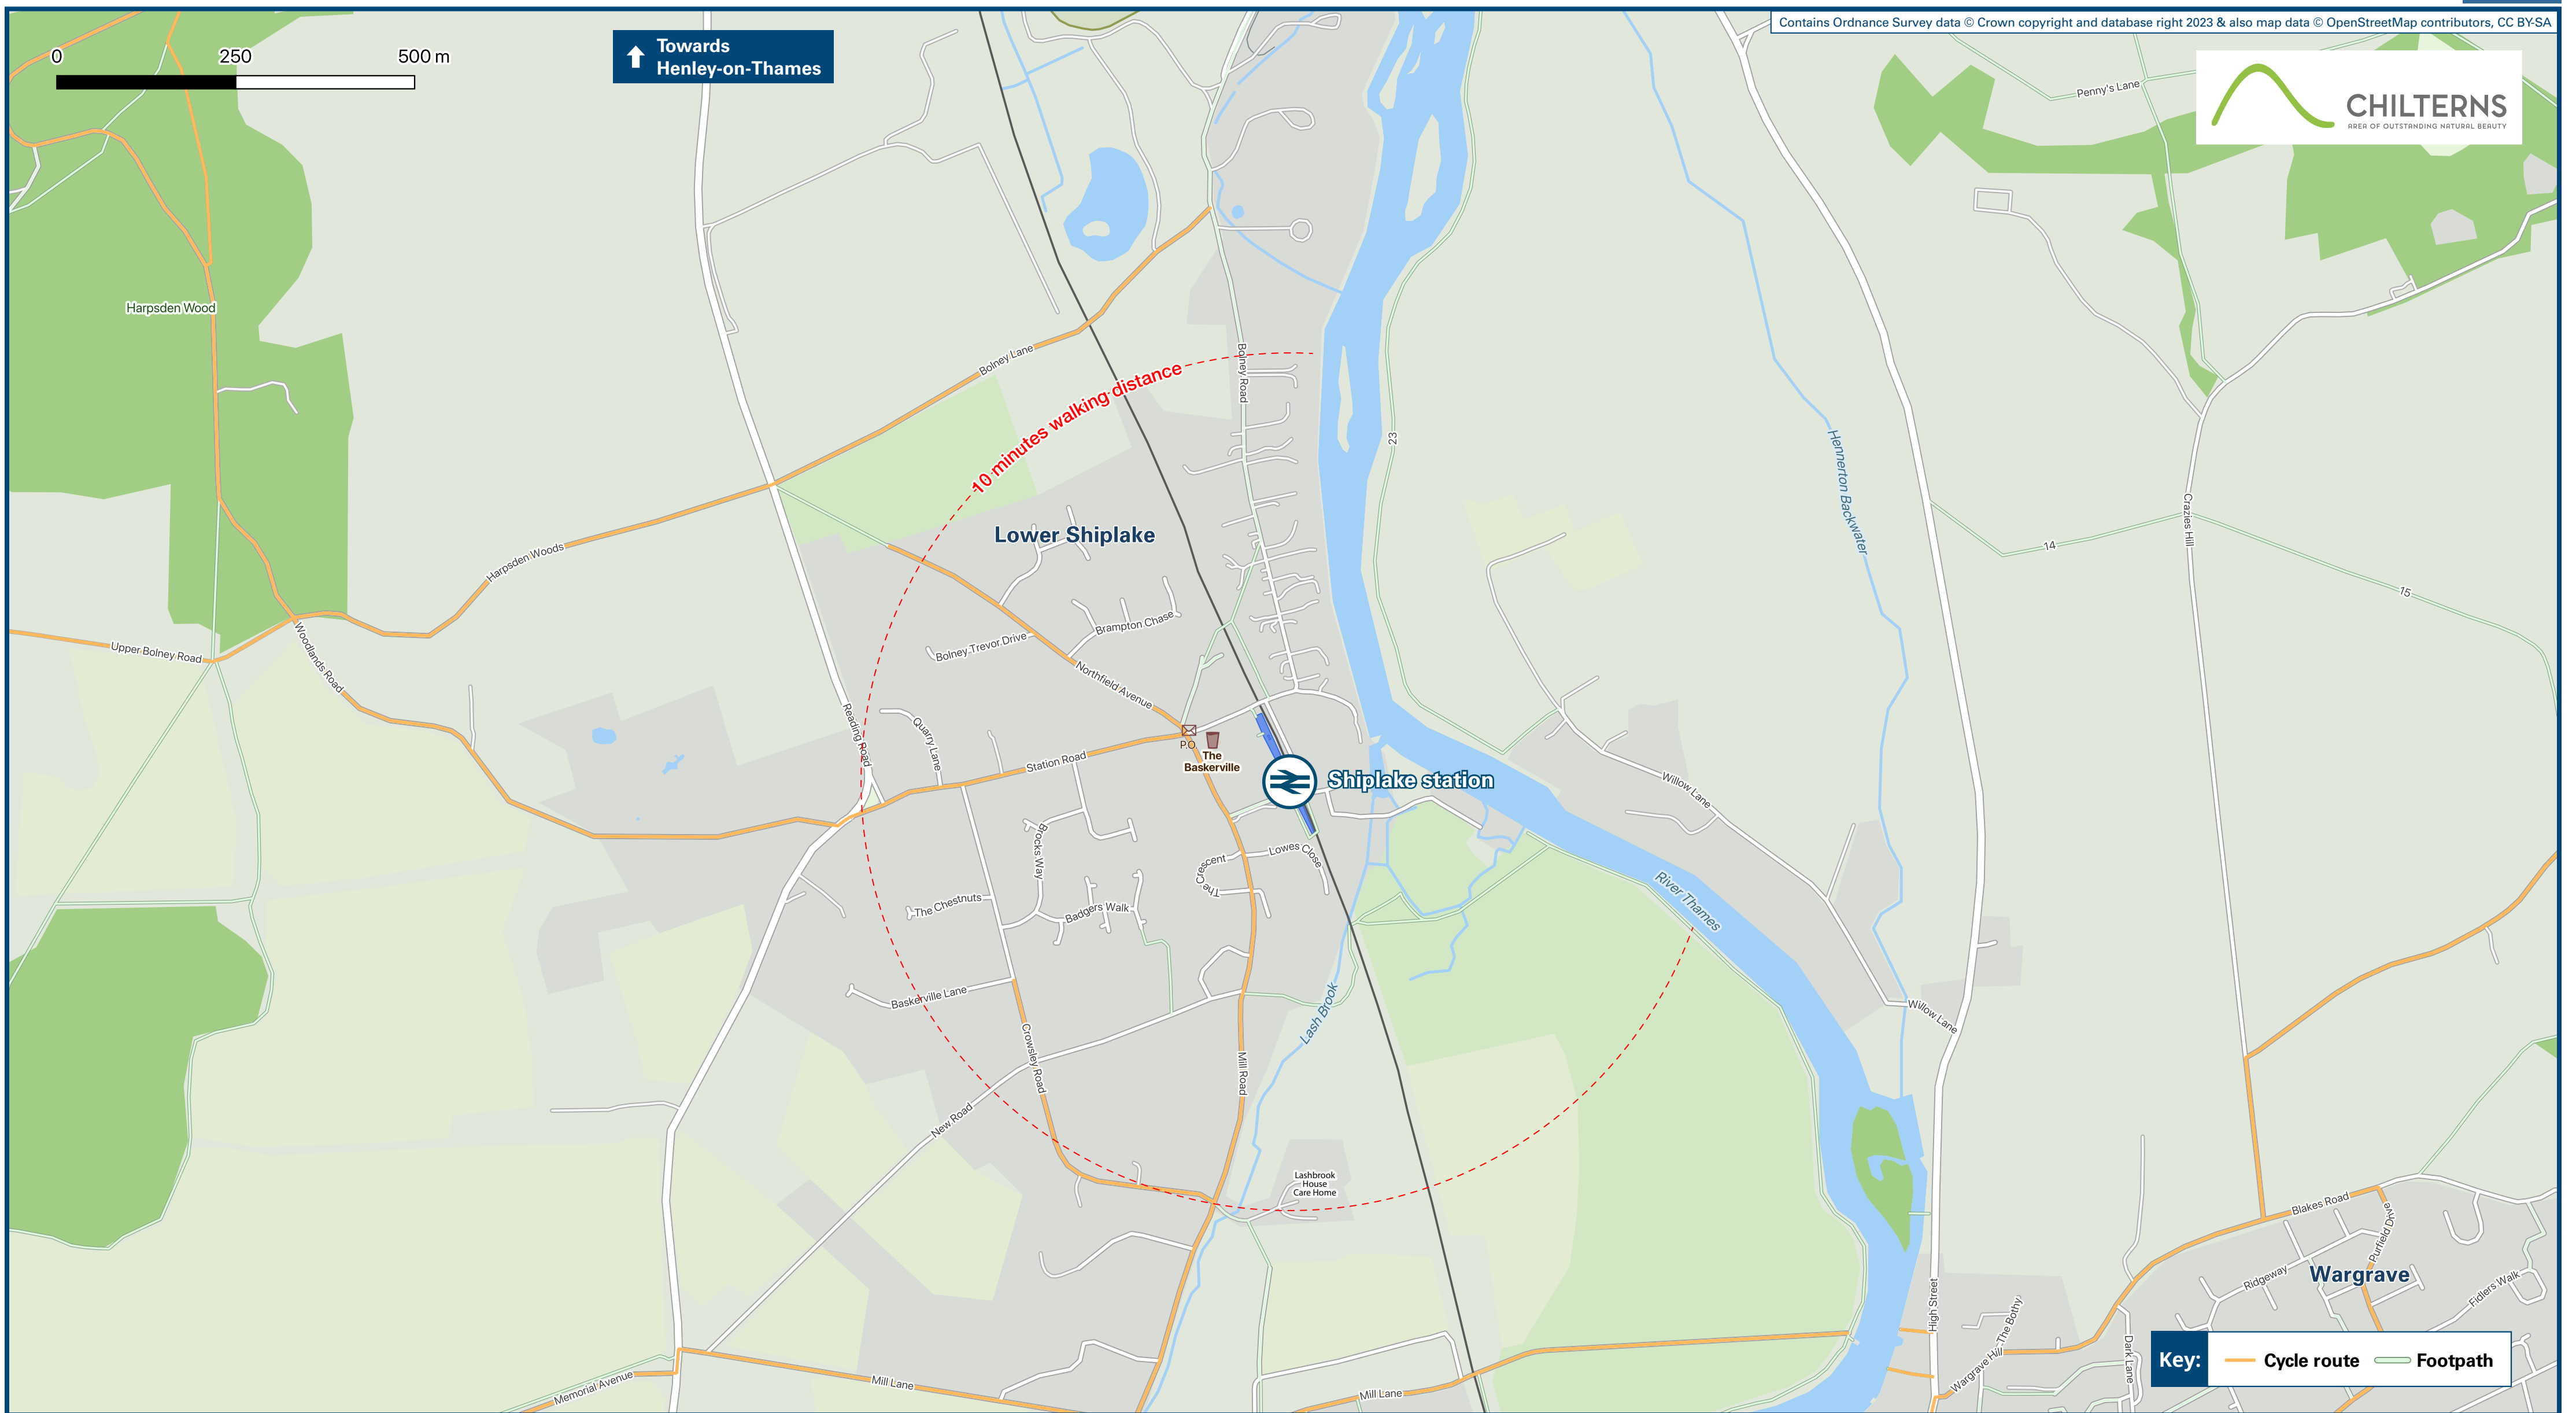 Contains Ordnance Survey data © Crown copyright and database right 2023 & also map data © OpenStreetMap contributors, CC BY-SA
0 250 500 m
Towards
Henley-on-Thames
CHILTERNS
AREA OF OUTSTANDING NATURAL BEAUTY
Penny's Lane
Harpsden Wood
Bolney Lane
Bolney Road
10 minutes walking distance
23
Hennerton Backwater
Crazies Hill
14
15
Lower Shiplake
Harpsden Woods
Upper Bolney Road
Woodlands Road
Bolney Trevor Drive
Brampton Chase
Northfield Avenue
Reading Road
Quarry Lane
Station Road
P.O.
The
Baskerville
Shiplake station
Willow Lane
Brocks Way
The Crescent
Lowes Close
The Chestnuts
Badgers Walk
River Thames
Baskerville Lane
Lash Brook
Willow Lane
Crowsley Road
Mill Road
New Road
Lashbrook
House
Care Home
Blakes Road
Purfield Drive
Wargrave
Ridgeway
Fidlers Walk
High Street
The Bothy
Wargrave Hill
Dark Lane
Memorial Avenue
Mill Lane
Mill Lane
Key:
Cycle route
Footpath